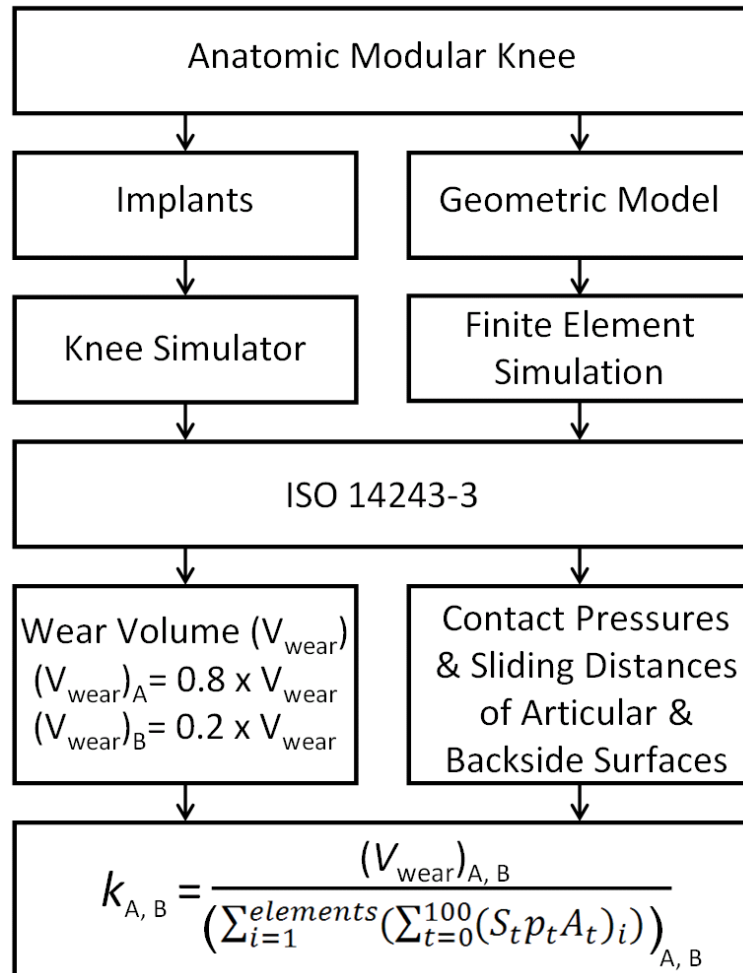 Anatomic Modular Knee
Implants
Geometric Model
Knee Simulator
Finite Element
Simulation
ISO 14243-3
Wear Volume (V_wear)
(V_wear)_A = 0.8 x V_wear
(V_wear)_B = 0.2 x V_wear
Contact Pressures
& Sliding Distances
of Articular &
Backside Surfaces
k_A, B = (V_wear)_A, B / (∑_{i=1}^{elements}(∑_{t=0}^{100}(S_t p_t A_t)_i))_A, B